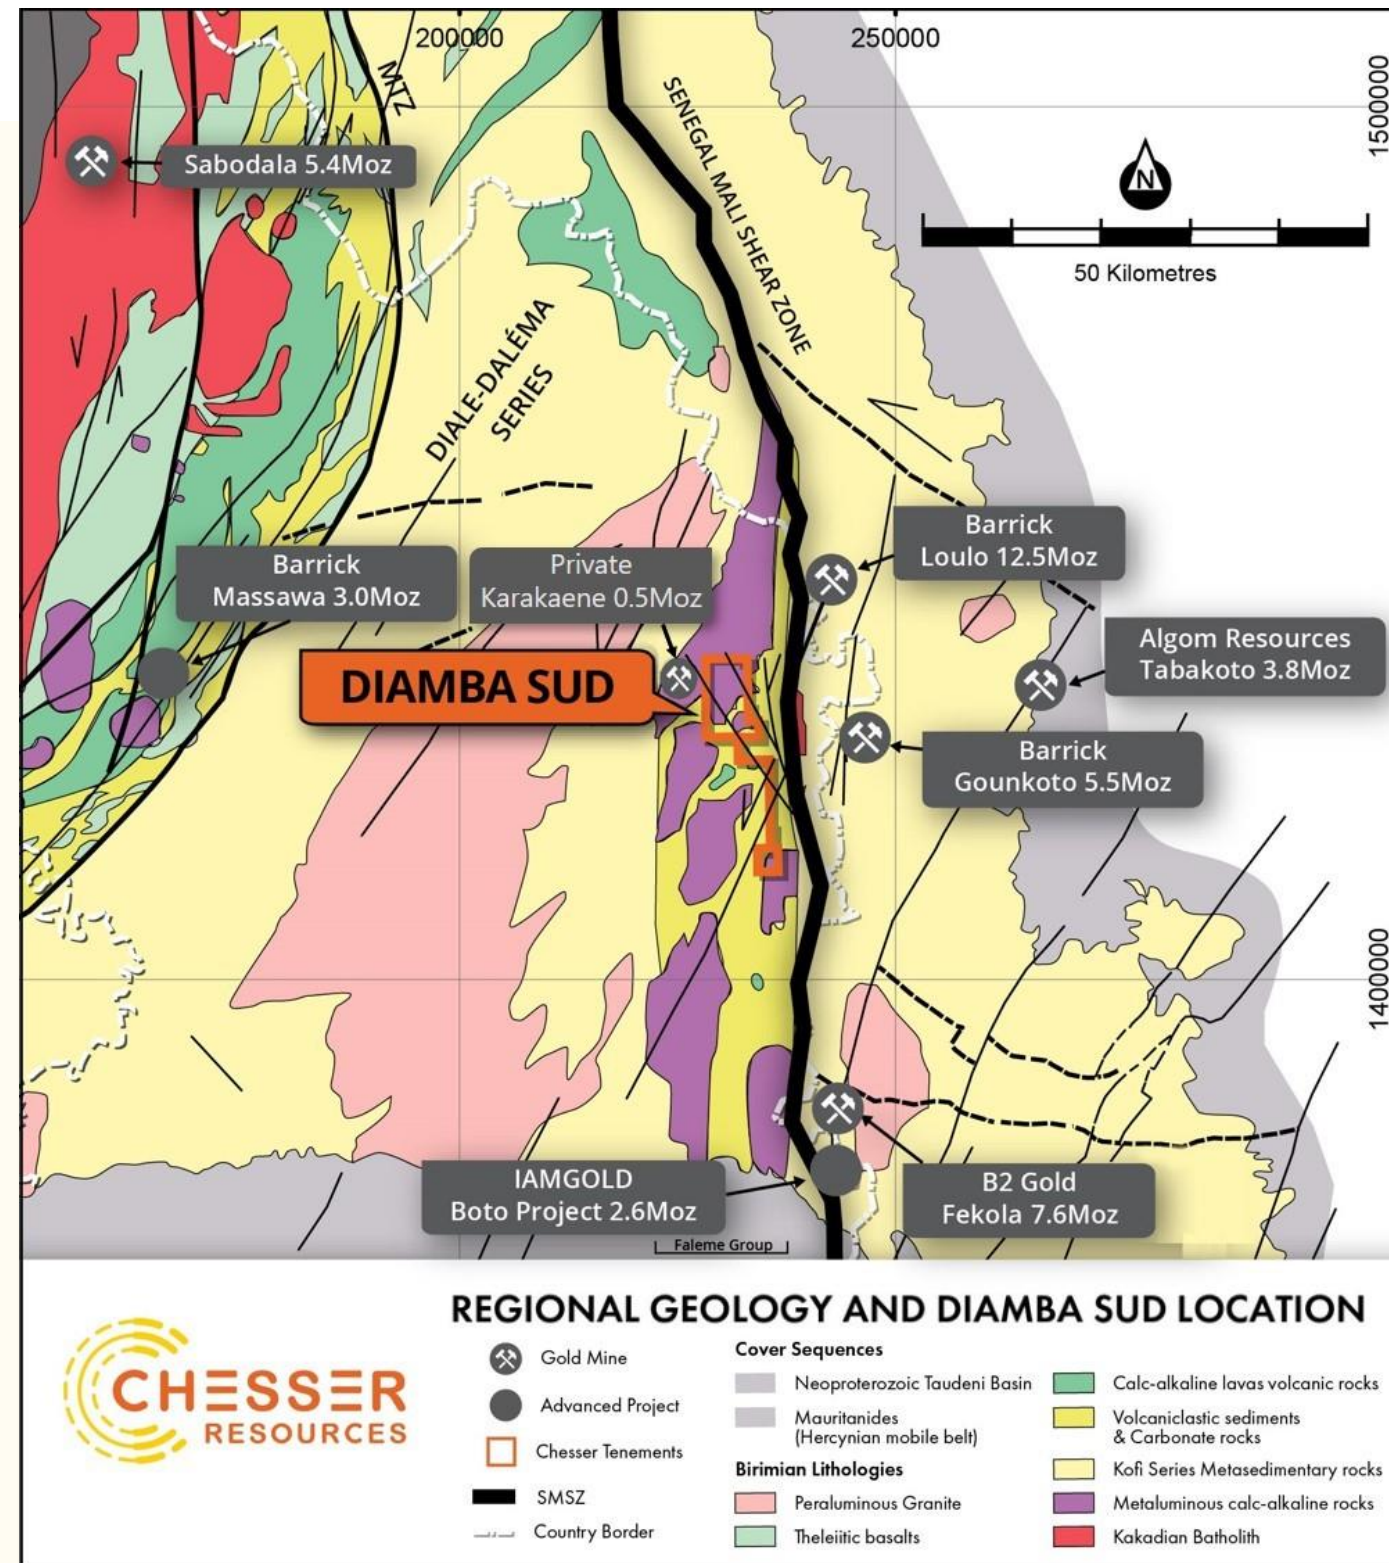 200000
250000
1500000
MTZ
SENEGAL MALI SHEAR ZONE
Sabodala 5.4Moz
N
50 Kilometres
DIALE-DALÉMA
SERIES
Barrick
Loulo 12.5Moz
Barrick
Massawa 3.0Moz
Private
Karakaene 0.5Moz
Algom Resources
Tabakoto 3.8Moz
DIAMBA SUD
Barrick
Gounkoto 5.5Moz
1400000
IAMGOLD
Boto Project 2.6Moz
B2 Gold
Fekola 7.6Moz
Faleme Group
REGIONAL GEOLOGY AND DIAMBA SUD LOCATION
CHESSER
RESOURCES
Gold Mine
Advanced Project
Chesser Tenements
SMSZ
Country Border
Cover Sequences
Neoproterozoic Taudeni Basin
Mauritanides
(Hercynian mobile belt)
Birimian Lithologies
Peraluminous Granite
Theleiitic basalts
Calc-alkaline lavas volcanic rocks
Volcaniclastic sediments
& Carbonate rocks
Kofi Series Metasedimentary rocks
Metaluminous calc-alkaline rocks
Kakadian Batholith